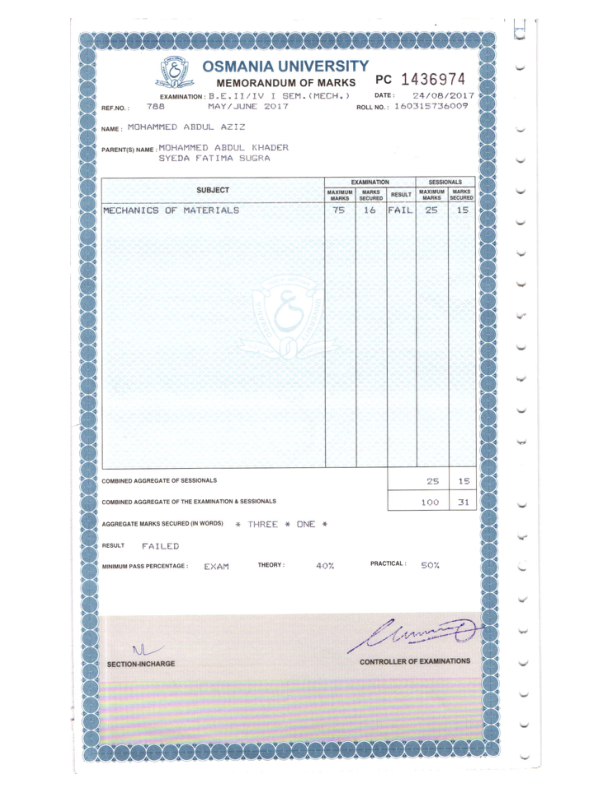 OSMANIA UNIVERSITY
MEMORANDUM OF MARKS PC 1436974
EXAMINATION : B.E.II/IV I SEM.(MECH.) DATE : 24/08/2017
REF.NO. : 788 MAY/JUNE 2017 ROLL NO. : 160315736009
NAME : MOHAMMED ABDUL AZIZ
PARENT(S) NAME : MOHAMMED ABDUL KHADER
SYEDA FATIMA SUGRA
SUBJECT EXAMINATION SESSIONALS
MAXIMUM MARKS MARKS SECURED RESULT MAXIMUM MARKS MARKS SECURED
MECHANICS OF MATERIALS 75 16 FAIL 25 15
COMBINED AGGREGATE OF SESSIONALS 25 15
COMBINED AGGREGATE OF THE EXAMINATION & SESSIONALS 100 31
AGGREGATE MARKS SECURED (IN WORDS) * THREE * ONE *
RESULT FAILED
MINIMUM PASS PERCENTAGE : EXAM THEORY : 40% PRACTICAL : 50%
SECTION-INCHARGE CONTROLLER OF EXAMINATIONS